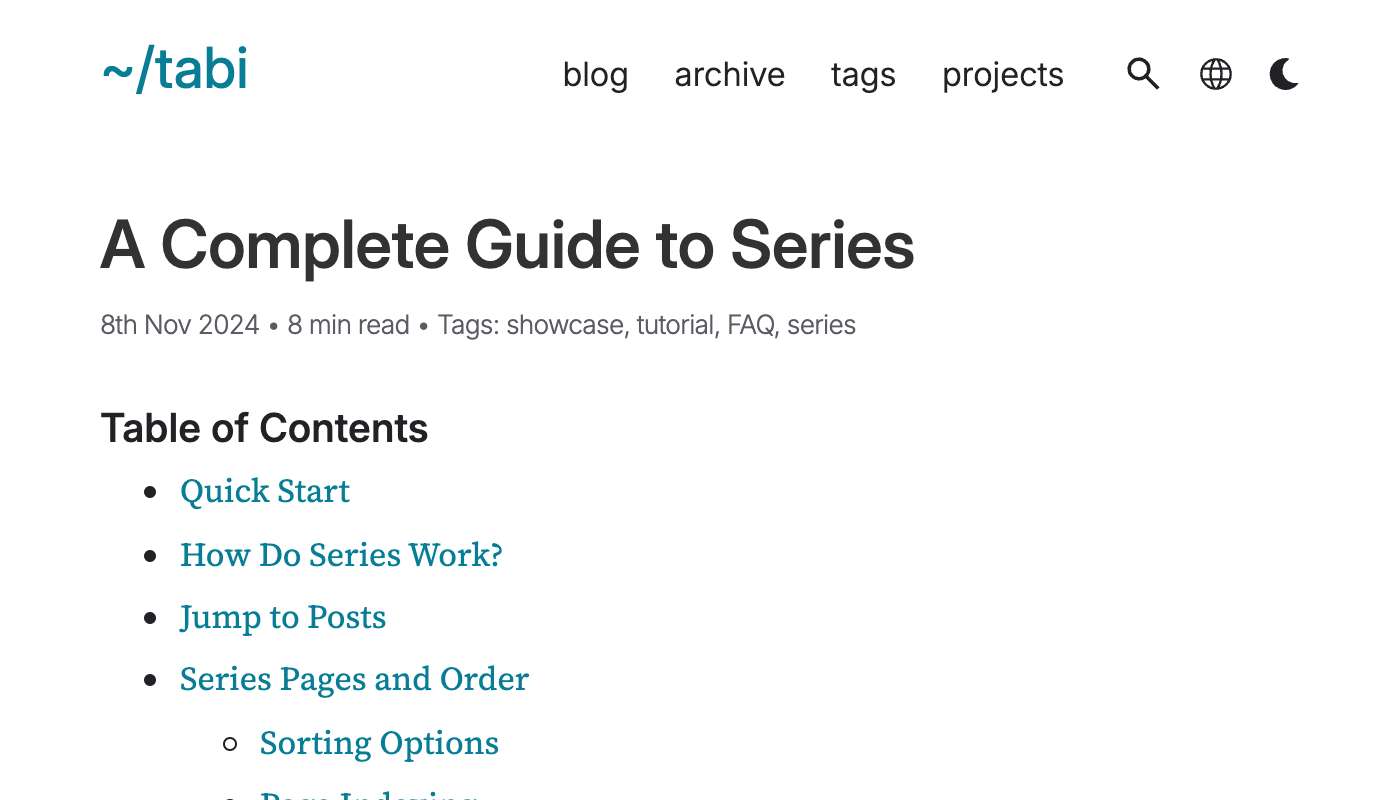 ~/tabi
blog archive tags projects
A Complete Guide to Series
8th Nov 2024 • 8 min read • Tags: showcase, tutorial, FAQ, series
Table of Contents
Quick Start
How Do Series Work?
Jump to Posts
Series Pages and Order
Sorting Options
Page Indexing